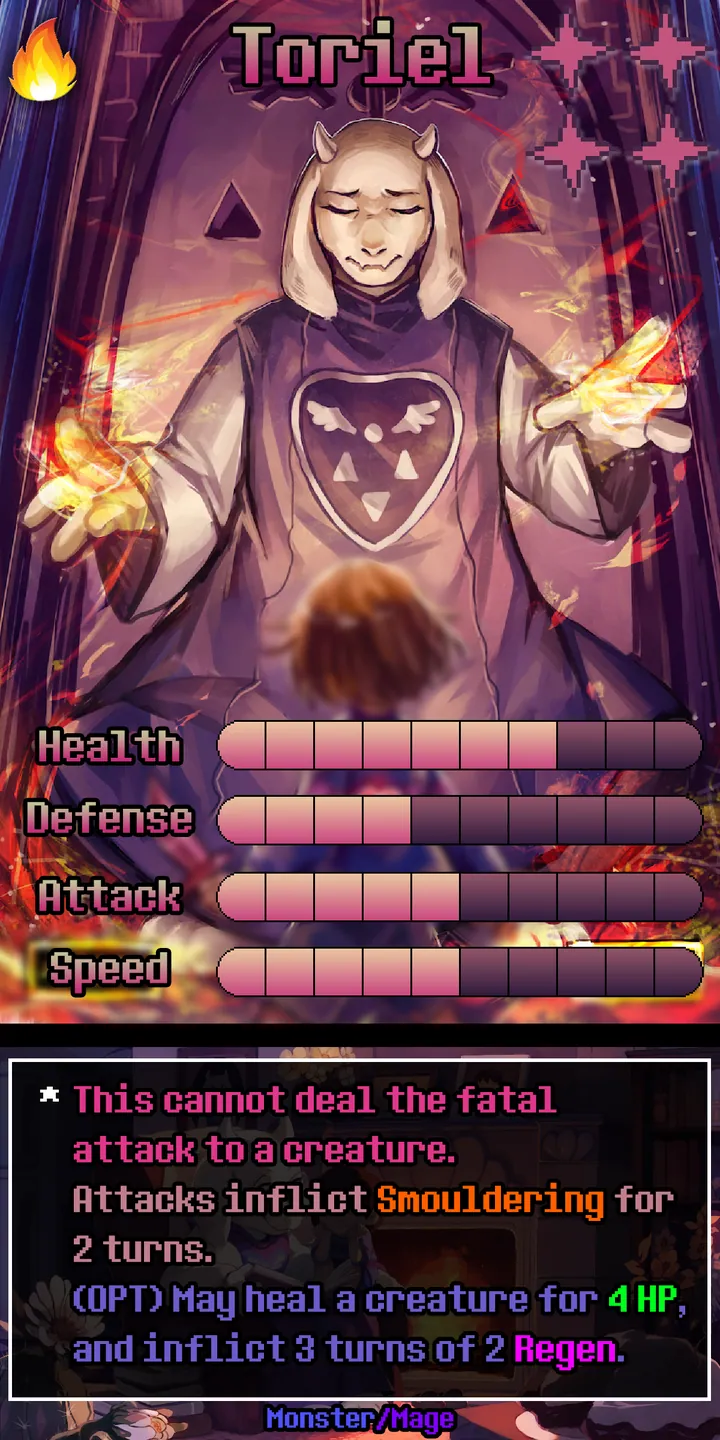 Toriel
Health
Defense
Attack
Speed
* This cannot deal the fatal
attack to a creature.
Attacks inflict Smouldering for
2 turns.
(OPT) May heal a creature for 4 HP,
and inflict 3 turns of 2 Regen.
Monster/Mage